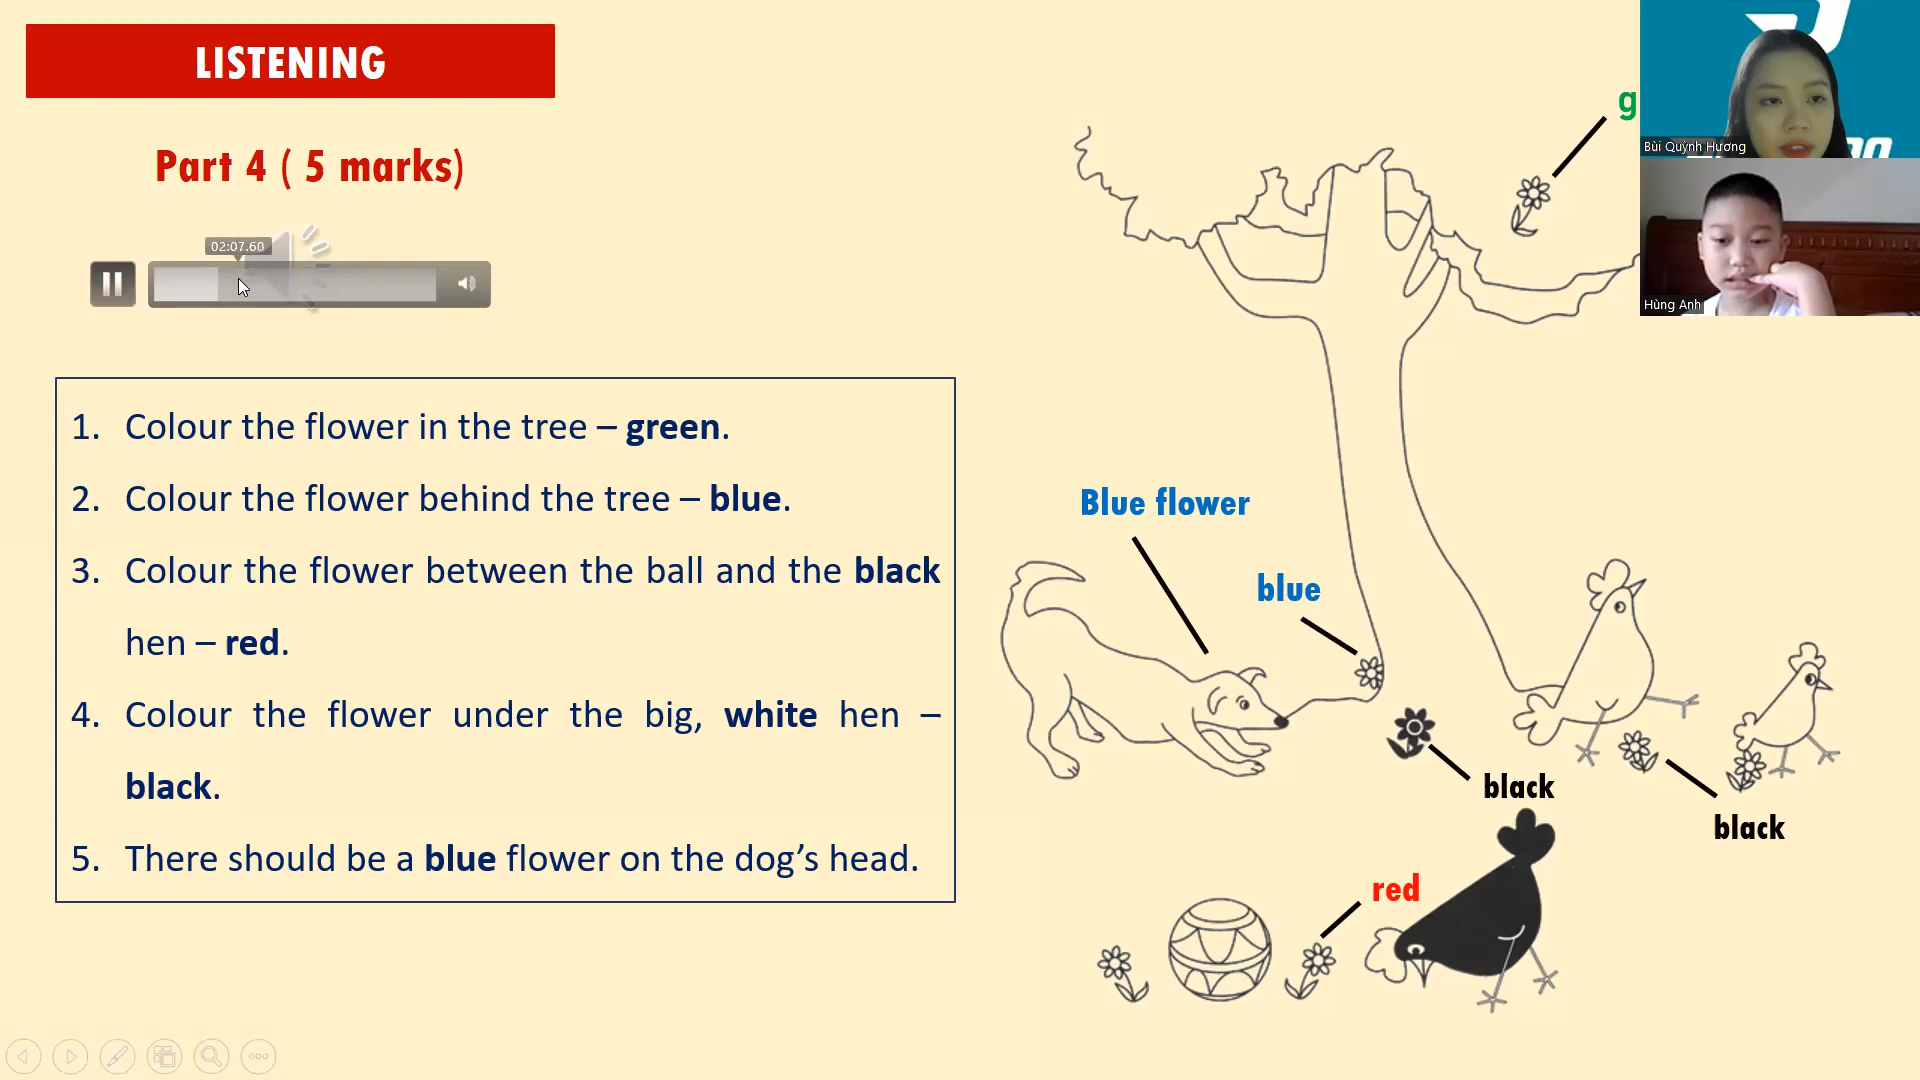 LISTENING
Part 4 ( 5 marks)
02:07.60
1. Colour the flower in the tree – green.
2. Colour the flower behind the tree – blue.
3. Colour the flower between the ball and the black
hen – red.
4. Colour the flower under the big, white hen –
black.
5. There should be a blue flower on the dog’s head.
g
Blue flower
blue
black
black
red
Bùi Quỳnh Hương
Hùng Anh